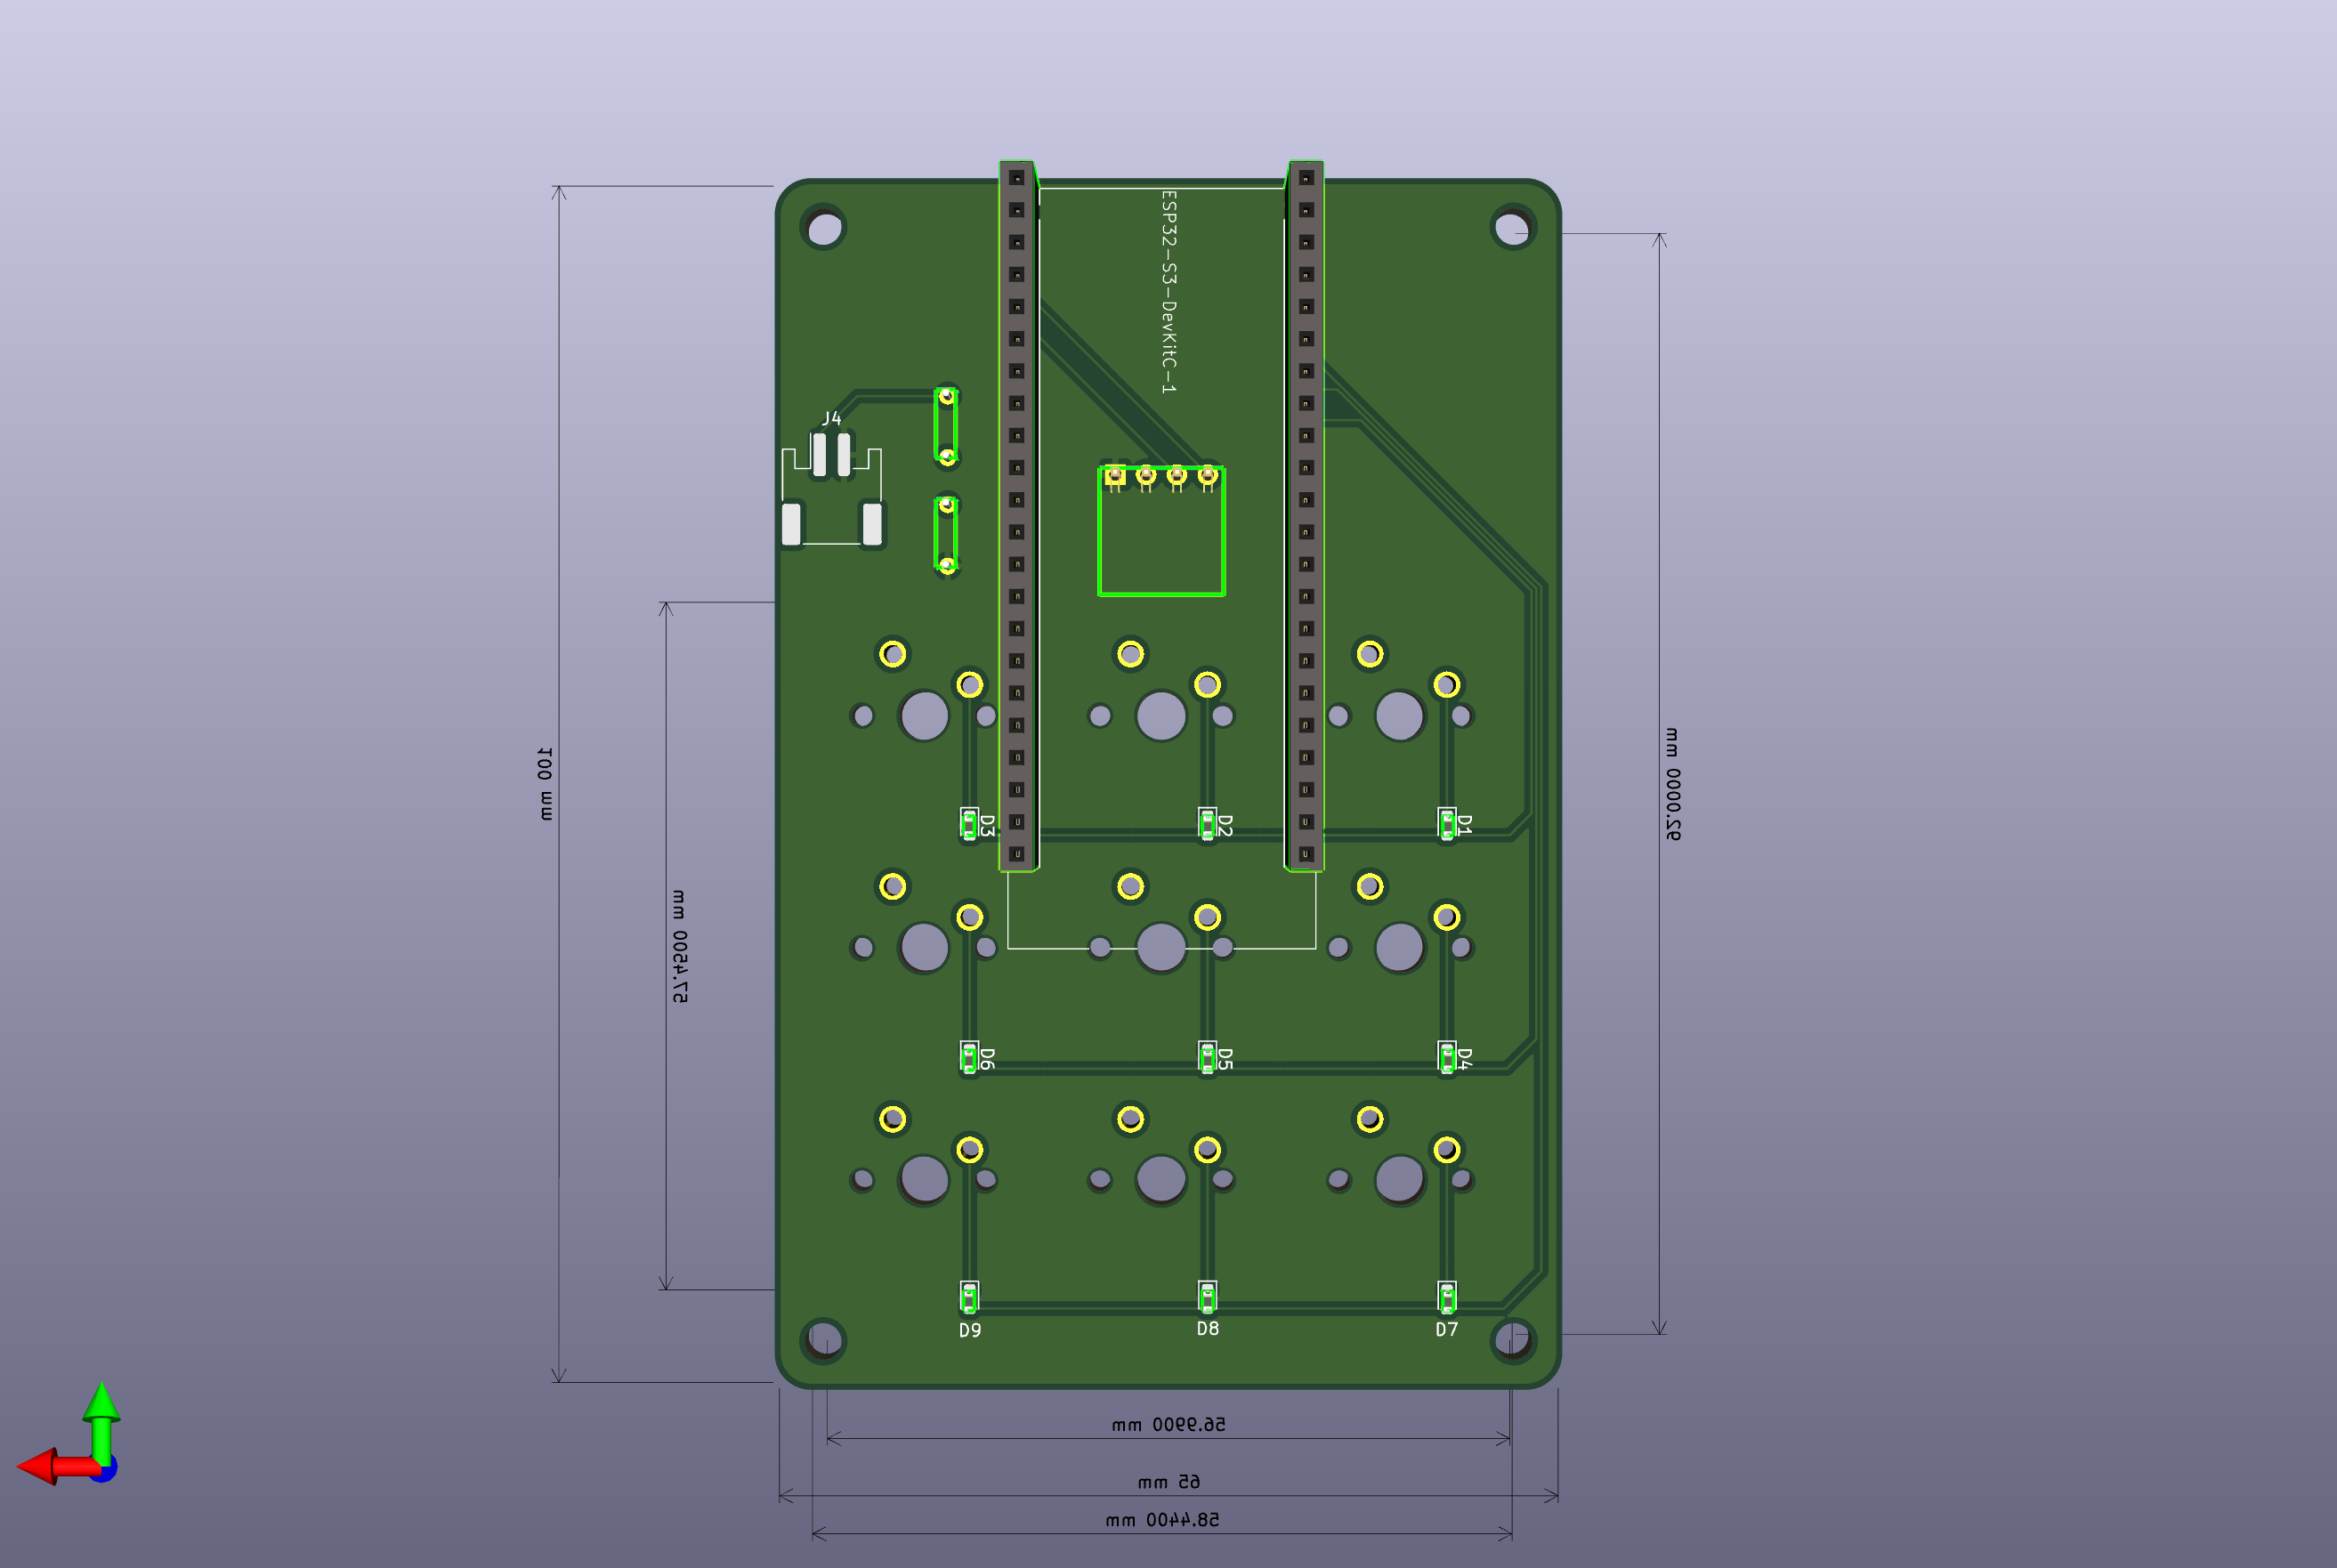 ESP32-S3-DevKitC-1
J4
100 mm
92.0000 mm
D3
D2
D1
57.4500 mm
D6
D5
D4
D9
D8
D7
56.9900 mm
65 mm
58.4400 mm